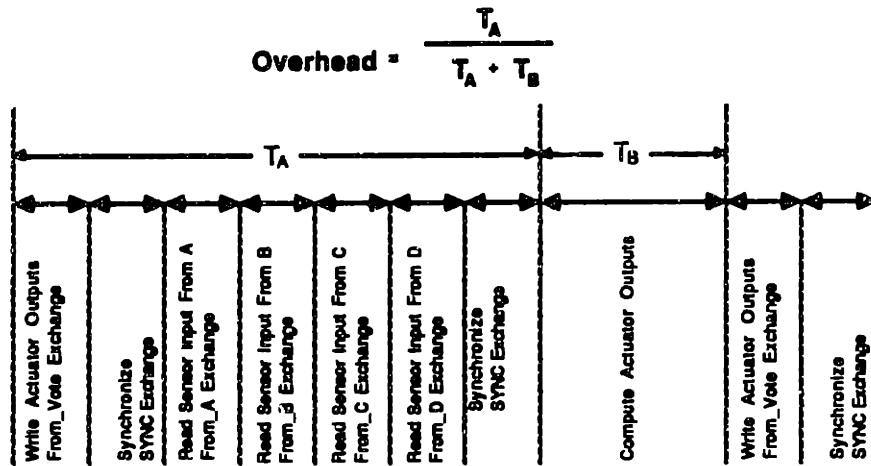 Overhead = T_A / T_A + T_B
T_A
T_B
Write Actuator Outputs
From_Vote Exchange
Synchronize
SYNC Exchange
Read Sensor Input From A
From_A Exchange
Read Sensor Input From B
From_B Exchange
Read Sensor Input From C
From_C Exchange
Read Sensor Input From D
From_D Exchange
Synchronize
SYNC Exchange
Compute Actuator Outputs
Write Actuator Outputs
From_Vote Exchange
Synchronize
SYNC Exchange